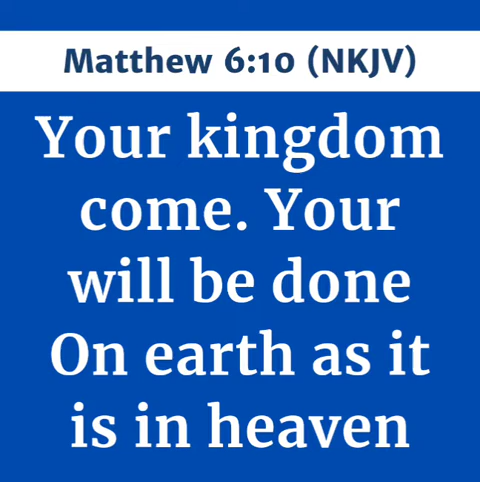 Matthew 6:10 (NKJV)
Your kingdom
come. Your
will be done
On earth as it
is in heaven